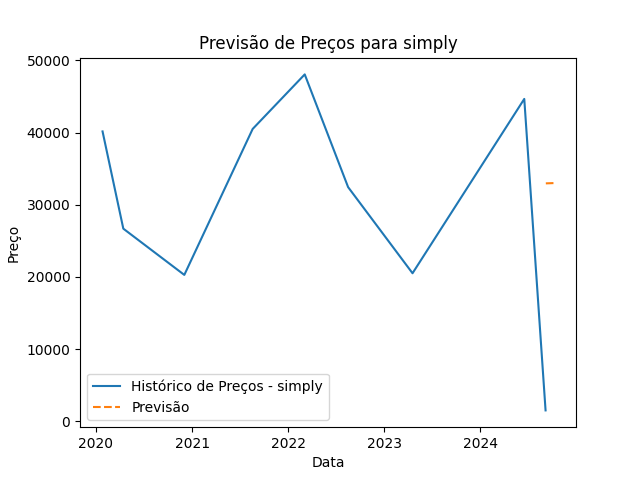 Previsão de Preços para simply
50000
40000
30000
20000
10000
0
Preço
Histórico de Preços - simply
Previsão
2020 2021 2022 2023 2024
Data